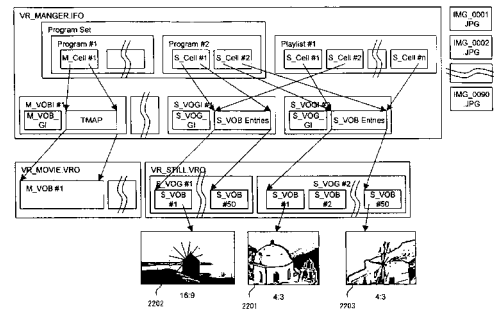 VR_MANGER.IFO
Program Set
Program #1
M_Cell #1
Program #2
S_Cell #1
S_Cell #2
Playlist #1
S_Cell #1
S_Cell #2
S_Cell #n
IMG_0001
JPG
IMG_0002
JPG
IMG_0090
JPG
M_VOBI #1
M_VOB_
GI
TMAP
S_VOGI #1
S_VOG_
GI
S_VOB Entries
S_VOGI #2
S_VOG_
GI
S_VOB Entries
VR_MOVIE.VRO
M_VOB #1
VR_STILL.VRO
S_VOG #1
S_VOB
#1
S_VOB
#50
S_VOG #2
S_VOB
#1
S_VOB
#2
S_VOB
#50
2202
16:9
2201
4:3
2203
4:3